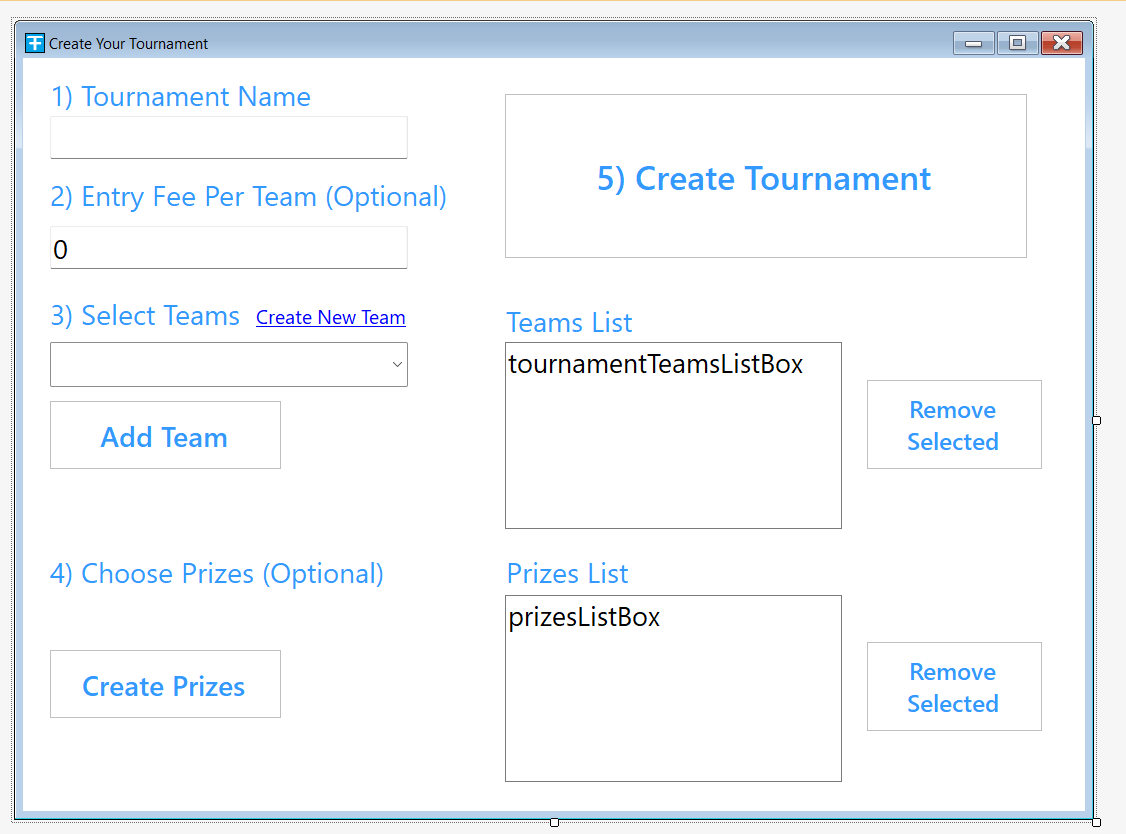 Create Your Tournament
1) Tournament Name
2) Entry Fee Per Team (Optional)
0
3) Select Teams Create New Team
Add Team
4) Choose Prizes (Optional)
Create Prizes
5) Create Tournament
Teams List
tournamentTeamsListBox
Remove
Selected
Prizes List
prizesListBox
Remove
Selected